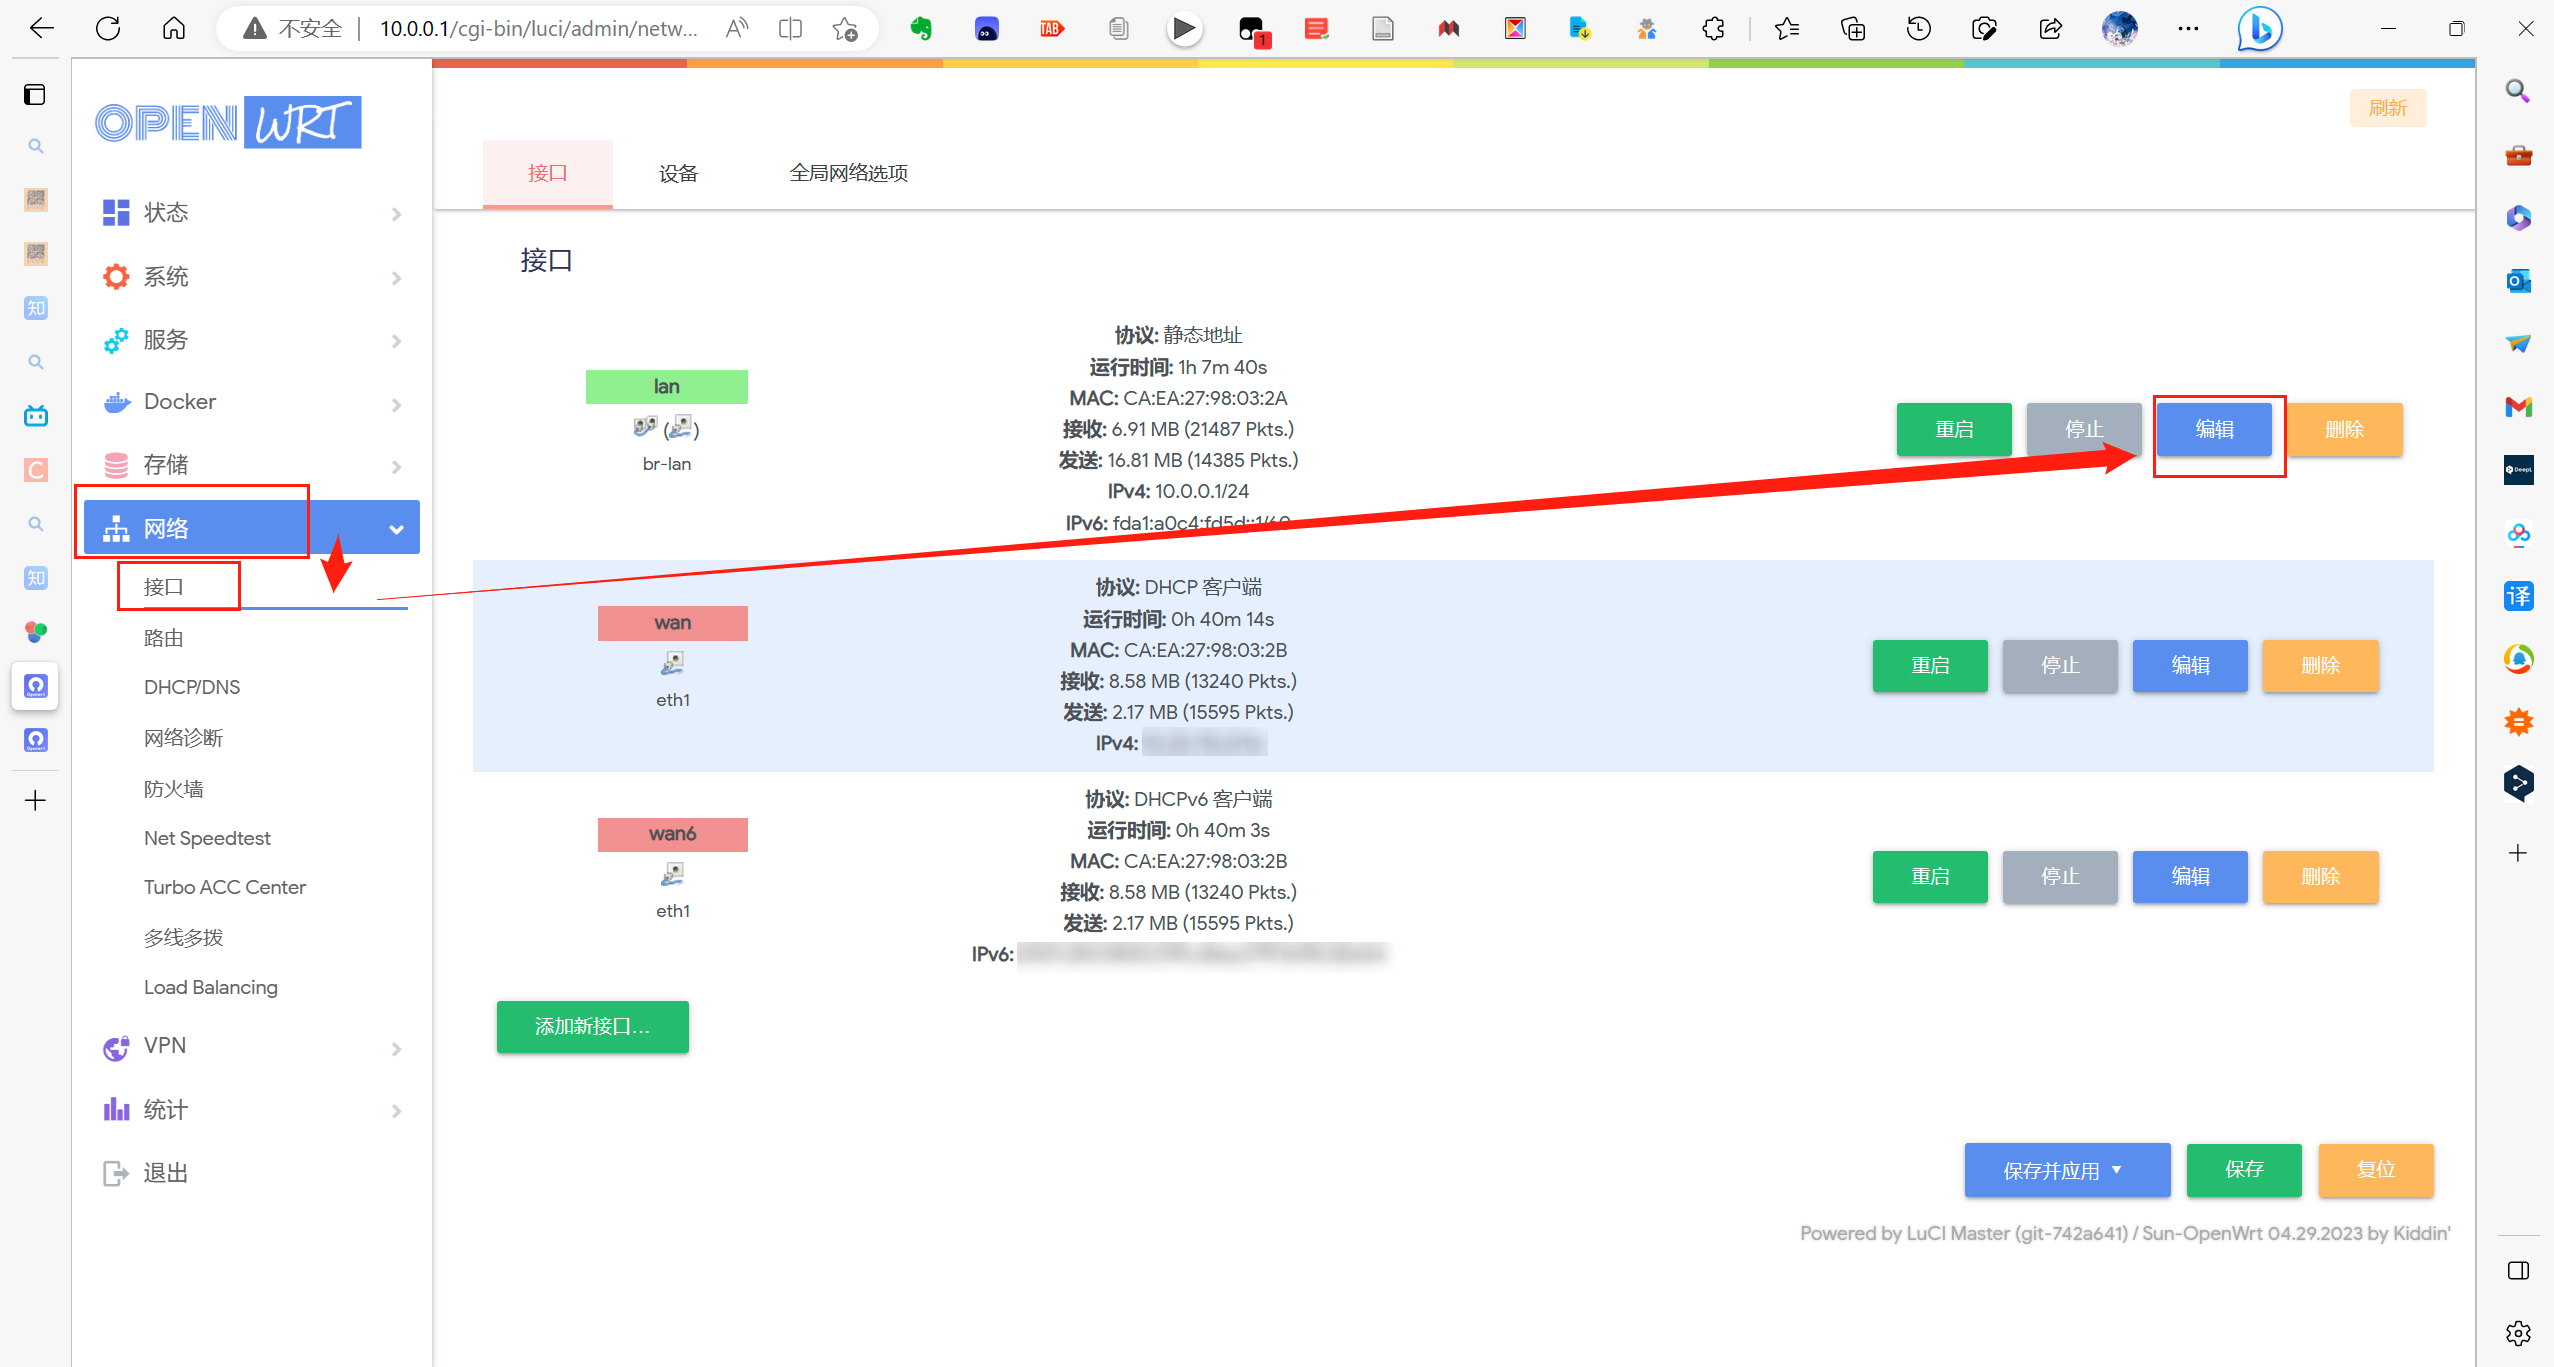 不安全
10.0.0.1/cgi-bin/luci/admin/netw...
TAB
1
OPENWRT
状态
系统
服务
Docker
存储
网络
接口
路由
DHCP/DNS
网络诊断
防火墙
Net Speedtest
Turbo ACC Center
多线多拨
Load Balancing
VPN
统计
退出
刷新
接口 设备 全局网络选项
接口
lan
br-lan
协议: 静态地址
运行时间: 1h 7m 40s
MAC: CA:EA:27:98:03:2A
接收: 6.91 MB (21487 Pkts.)
发送: 16.81 MB (14385 Pkts.)
IPv4: 10.0.0.1/24
IPv6: fda1:a0c4:fd5d::1/60
重启 停止 编辑 删除
wan
eth1
协议: DHCP 客户端
运行时间: 0h 40m 14s
MAC: CA:EA:27:98:03:2B
接收: 8.58 MB (13240 Pkts.)
发送: 2.17 MB (15595 Pkts.)
IPv4:
重启 停止 编辑 删除
wan6
eth1
协议: DHCPv6 客户端
运行时间: 0h 40m 3s
MAC: CA:EA:27:98:03:2B
接收: 8.58 MB (13240 Pkts.)
发送: 2.17 MB (15595 Pkts.)
IPv6:
重启 停止 编辑 删除
添加新接口...
保存并应用 保存 复位
Powered by LuCI Master (git-742a641) / Sun-OpenWrt 04.29.2023 by Kiddin'
知
C
知
DeepL
译